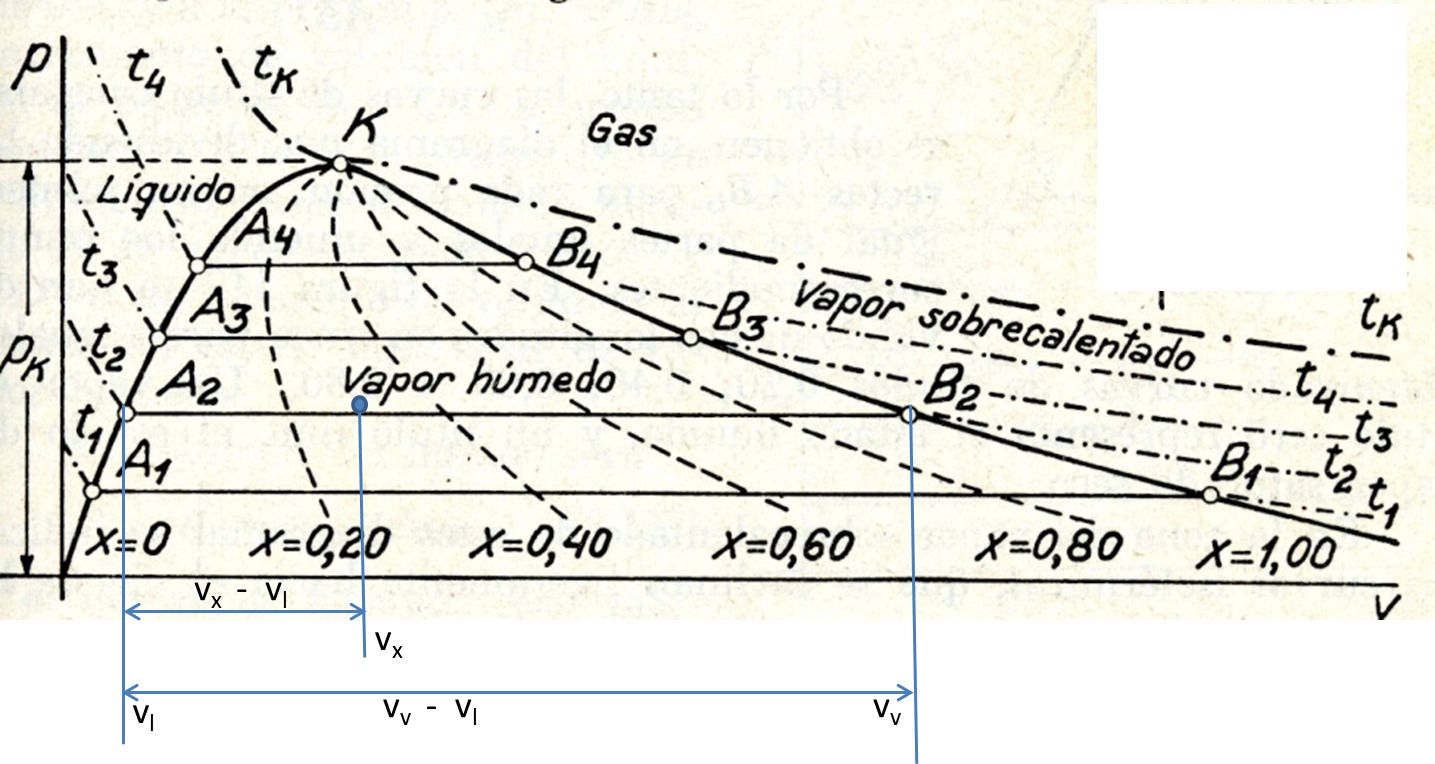 p
t4
tK
K
Gas
Líquido
A4
B4
t3
A3
B3
vapor sobrecalentado
tK
pK
t2
A2
vapor húmedo
B2
t4
t3
t1
A1
B1
t2
t1
x=0
x=0,20
x=0,40
x=0,60
x=0,80
x=1,00
vx - vl
v
vx
vl
vv - vl
vv